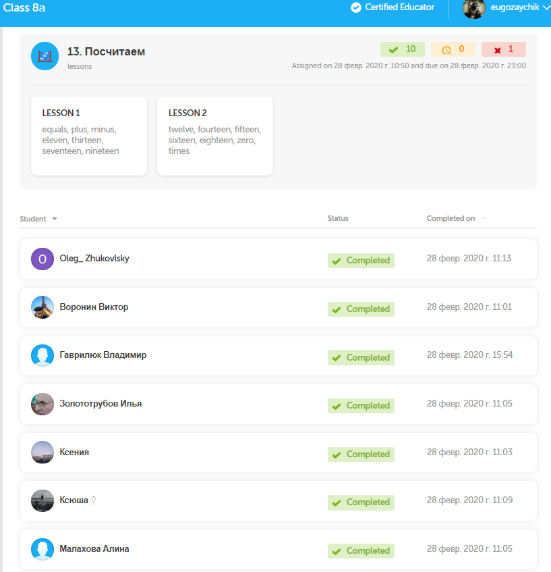 Class 8a
Certified Educator
eugozaychik
13. Посчитаем
lessons
10
0
1
Assigned on 28 февр. 2020 г. 10:50 and due on 28 февр. 2020 г. 23:00
LESSON 1
equals, plus, minus,
eleven, thirteen,
seventeen, nineteen
LESSON 2
twelve, fourteen, fifteen,
sixteen, eighteen, zero,
times
Student Status Completed on
O Oleg_ Zhukovlsky Completed 28 февр. 2020 г. 11:13
Воронин Виктор Completed 28 февр. 2020 г. 11:01
Гаврилюк Владимир Completed 28 февр. 2020 г. 15:54
Золототрубов Илья Completed 28 февр. 2020 г. 11:05
Ксения Completed 28 февр. 2020 г. 11:03
Ксюша Completed 28 февр. 2020 г. 11:09
Малахова Алина Completed 28 февр. 2020 г. 11:05